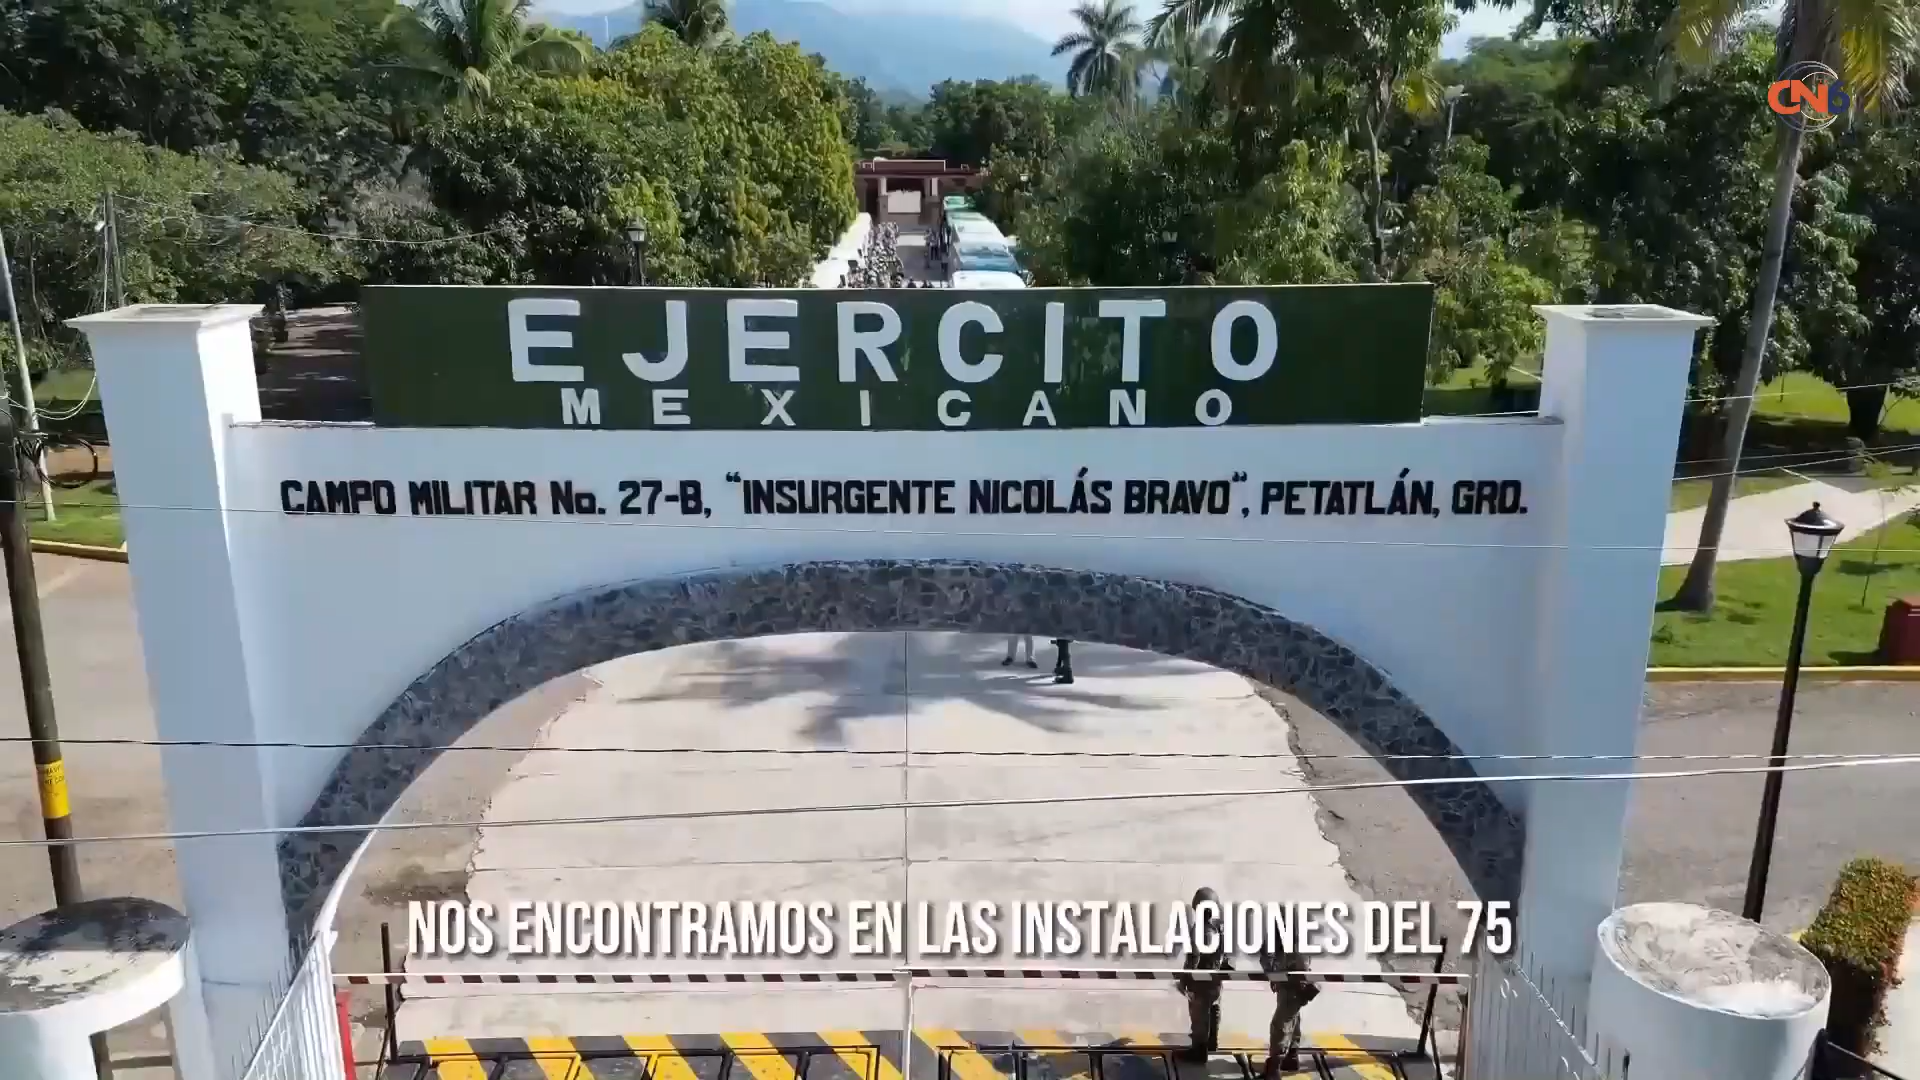 CN6
EJERCITO
MEXICANO
CAMPO MILITAR No. 27-B, "INSURGENTE NICOLÁS BRAVO", PETATLÁN, GRO.
NOS ENCONTRAMOS EN LAS INSTALACIONES DEL 75